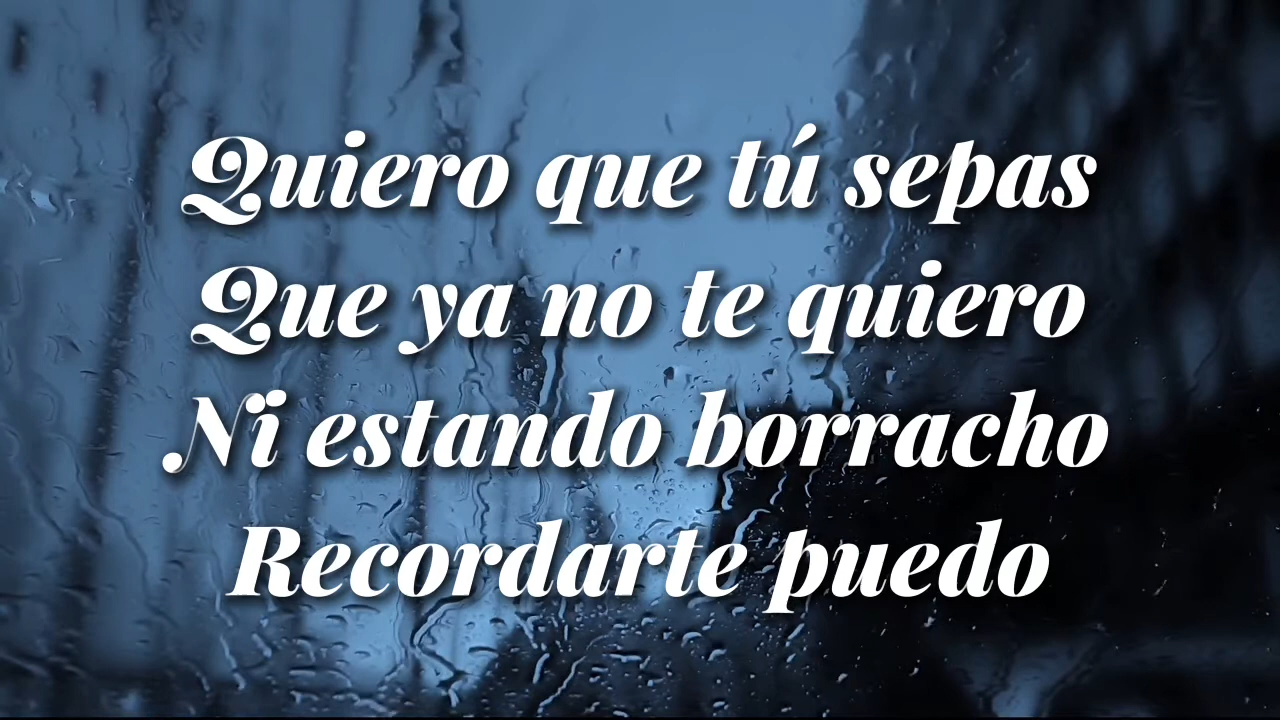 Quiero que tú sepas
Que ya no te quiero
Ni estando borracho
Recordarte puedo